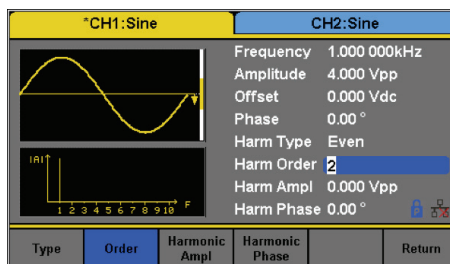 *CH1:Sine
CH2:Sine
Frequency 1.000 000kHz
Amplitude 4.000 Vpp
Offset 0.000 Vdc
Phase 0.00 °
Harm Type Even
Harm Order 2
Harm Ampl 0.000 Vpp
Harm Phase 0.00 °
|A|
1 2 3 4 5 6 7 8 9 10 F
P
Type
Order
Harmonic Ampl
Harmonic Phase
Return